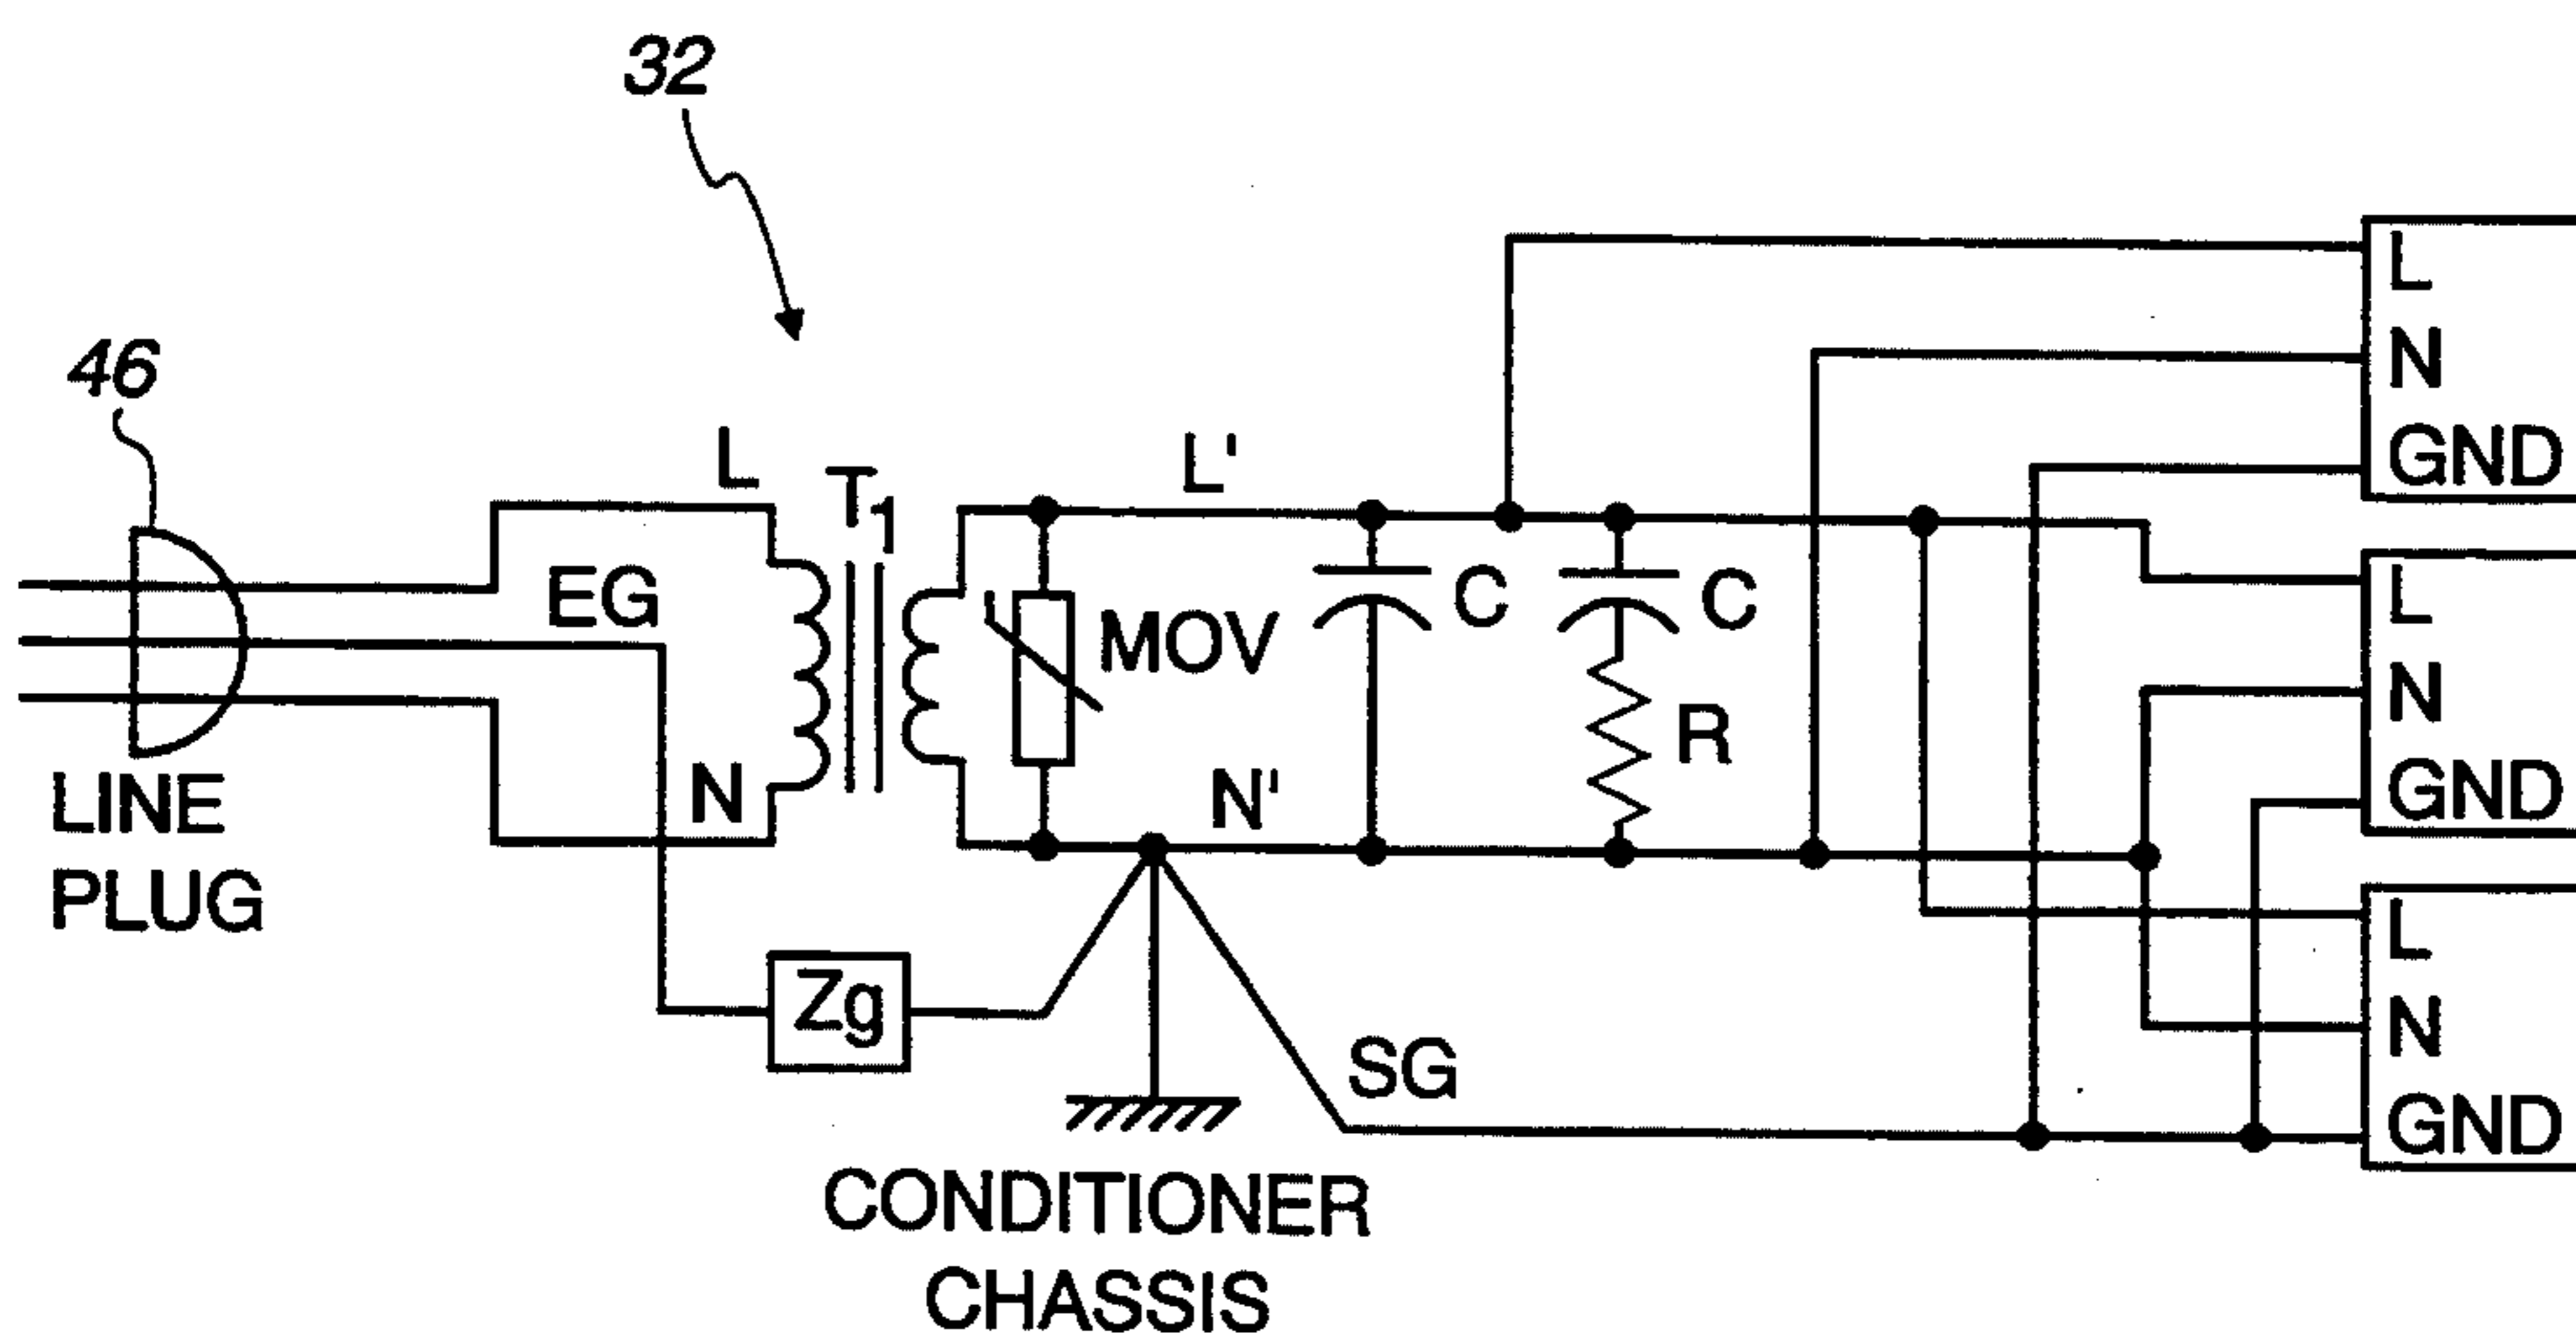 32
46
L
T1
L'
EG
MOV
C
C
R
N
N'
LINE
PLUG
Zg
SG
CONDITIONER
CHASSIS
L
N
GND
L
N
GND
L
N
GND